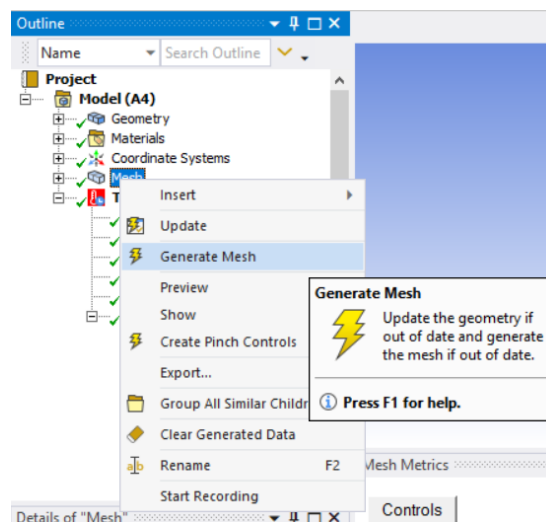 Outline
Name
Search Outline
Project
Model (A4)
Geometry
Materials
Coordinate Systems
Mesh
T
Insert
Update
Generate Mesh
Preview
Show
Create Pinch Controls
Export...
Group All Similar Childr
Clear Generated Data
Rename F2
Start Recording
Generate Mesh
Update the geometry if
out of date and generate
the mesh if out of date.
Press F1 for help.
Mesh Metrics
Controls
Details of "Mesh"